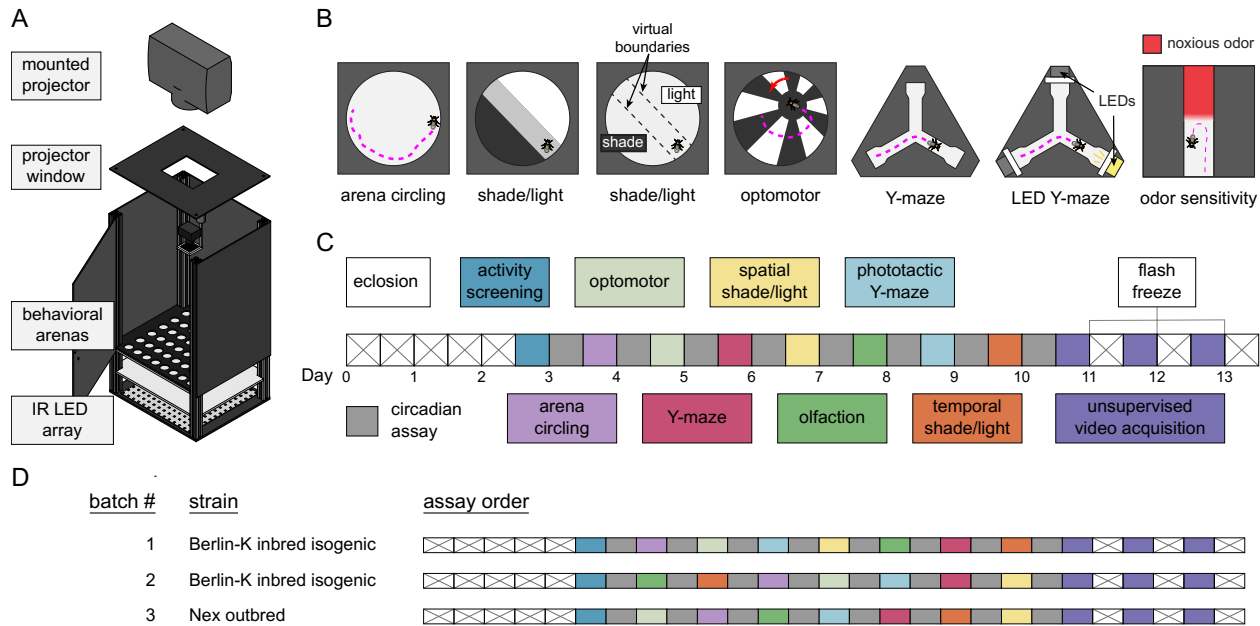 A
mounted
projector
projector
window
behavioral
arenas
IR LED
array
B
virtual
boundaries
light
shade
LEDs
noxious odor
arena circling
shade/light
shade/light
optomotor
Y-maze
LED Y-maze
odor sensitivity
C
eclosion
activity
screening
optomotor
spatial
shade/light
phototactic
Y-maze
flash
freeze
Day
0
1
2
3
4
5
6
7
8
9
10
11
12
13
circadian
assay
arena
circling
Y-maze
olfaction
temporal
shade/light
unsupervised
video acquisition
D
batch # strain assay order
1 Berlin-K inbred isogenic
2 Berlin-K inbred isogenic
3 Nex outbred